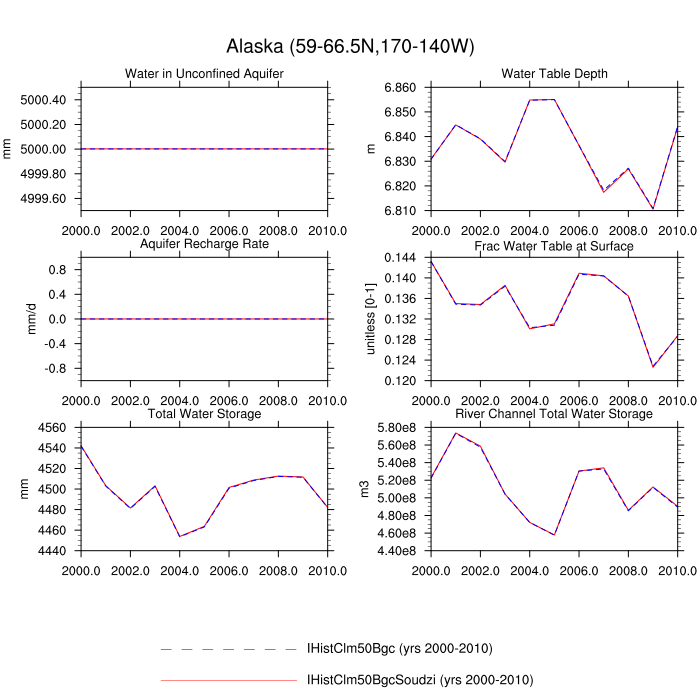 Alaska (59-66.5N,170-140W)
Water in Unconfined Aquifer
5000.40
5000.20
5000.00
4999.80
4999.60
mm
2000.0 2002.0 2004.0 2006.0 2008.0 2010.0
Water Table Depth
6.860
6.850
6.840
6.830
6.820
6.810
m
2000.0 2002.0 2004.0 2006.0 2008.0 2010.0
Aquifer Recharge Rate
0.8
0.4
0.0
-0.4
-0.8
mm/d
2000.0 2002.0 2004.0 2006.0 2008.0 2010.0
Frac Water Table at Surface
0.144
0.140
0.136
0.132
0.128
0.124
0.120
unitless [0-1]
2000.0 2002.0 2004.0 2006.0 2008.0 2010.0
Total Water Storage
4560
4540
4520
4500
4480
4460
4440
mm
2000.0 2002.0 2004.0 2006.0 2008.0 2010.0
River Channel Total Water Storage
5.80e8
5.60e8
5.40e8
5.20e8
5.00e8
4.80e8
4.60e8
4.40e8
m3
2000.0 2002.0 2004.0 2006.0 2008.0 2010.0
IHistClm50Bgc (yrs 2000-2010)
IHistClm50BgcSoudzi (yrs 2000-2010)